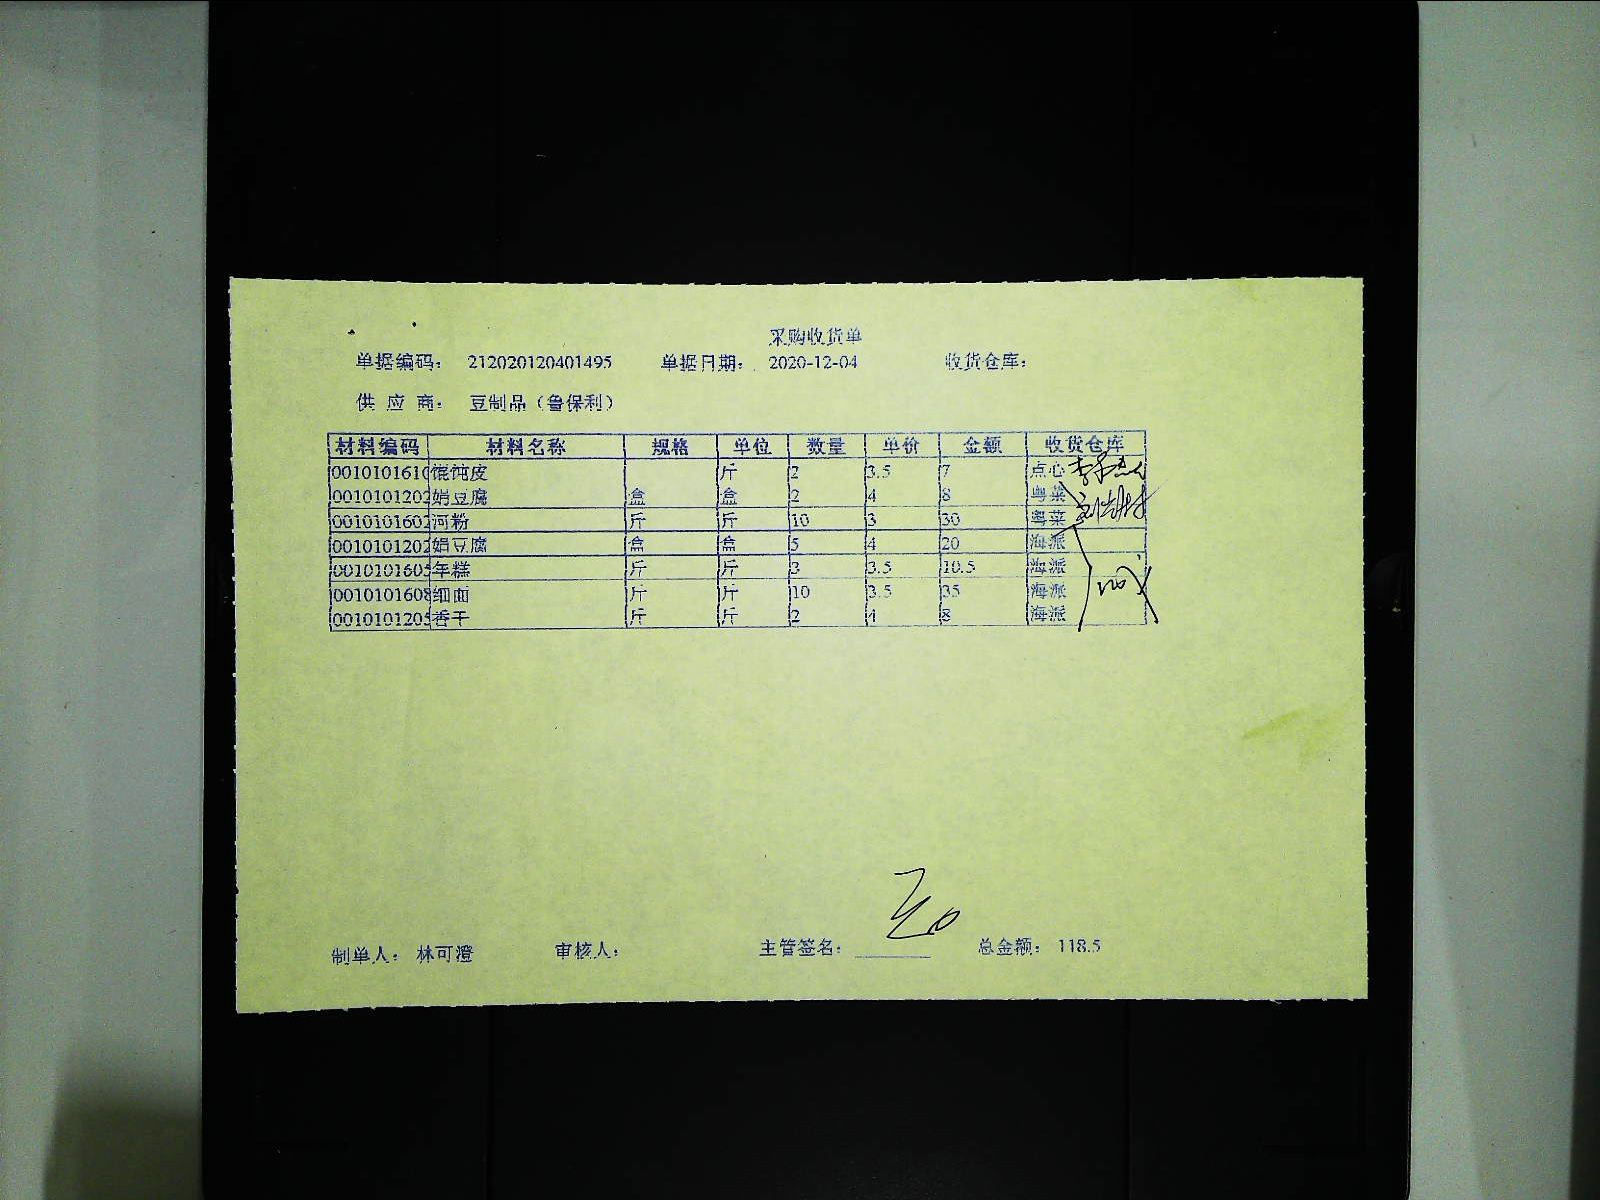 采购收货单
单据编码： 212020120401495 单据日期： 2020-12-04 收货仓库：
供 应 商： 豆制品（鲁保利）
材料编码 材料名称 规格 单位 数量 单价 金额 收货仓库
0010101610 馄饨皮 斤 2 3.5 7 点心
0010101202 娟豆腐 盒 盒 2 4 8 粤菜
0010101602 河粉 斤 斤 10 3 30 粤菜
0010101202 娟豆腐 盒 盒 5 4 20 海派
0010101605 年糕 斤 斤 3 3.5 10.5 海派
0010101608 细面 斤 斤 10 3.5 35 海派
0010101205 香干 斤 斤 2 4 8 海派
制单人： 林可澄 审核人： 主管签名： 总金额： 118.5